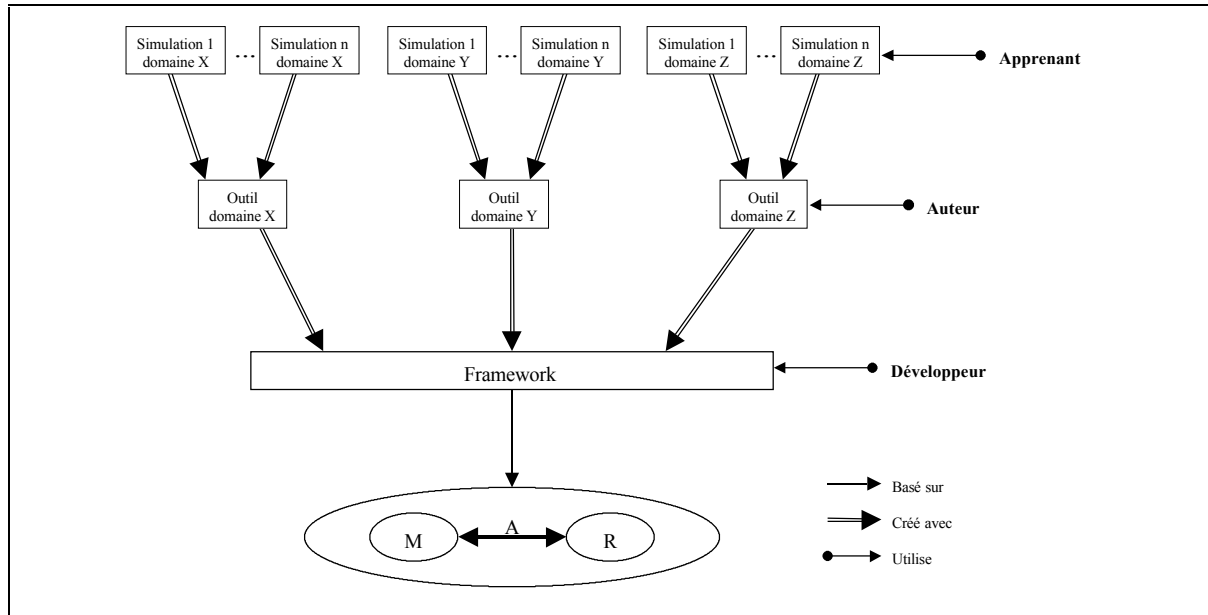 Simulation 1
domaine X
...
Simulation n
domaine X
Simulation 1
domaine Y
...
Simulation n
domaine Y
Simulation 1
domaine Z
...
Simulation n
domaine Z
Apprenant
Outil
domaine X
Outil
domaine Y
Outil
domaine Z
Auteur
Framework
Développeur
M
A
R
Basé sur
Créé avec
Utilise